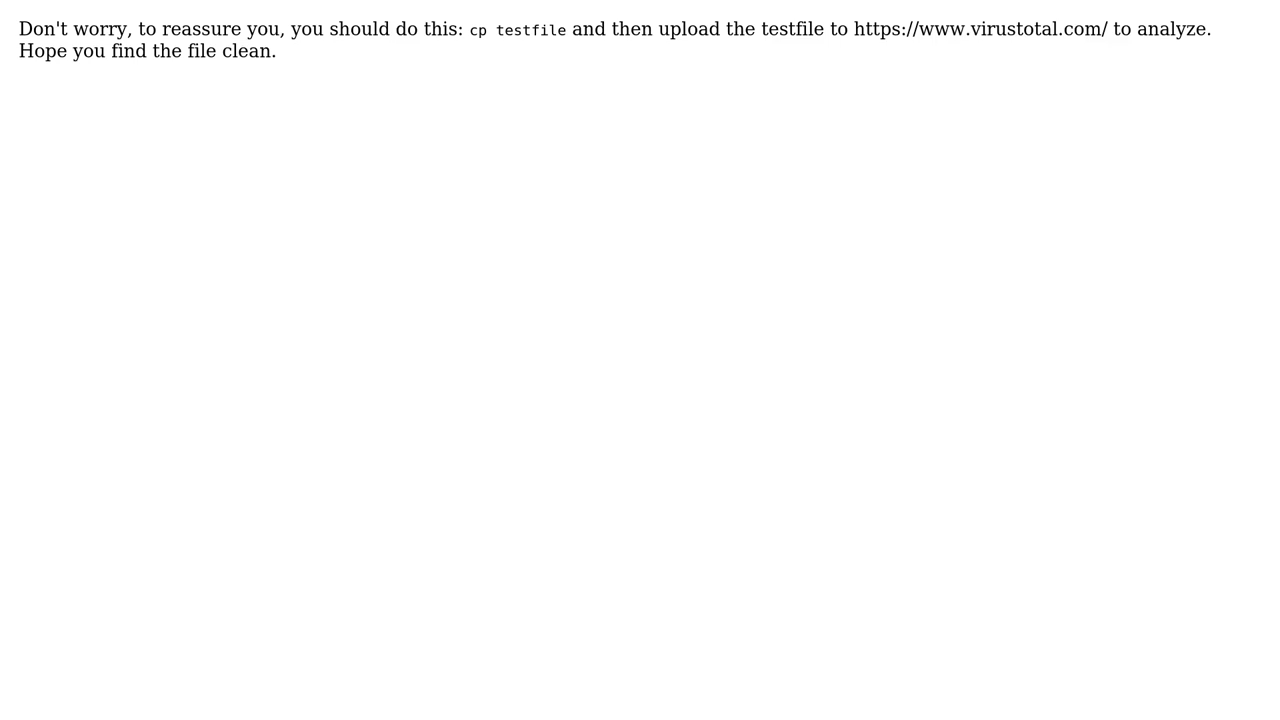 Don't worry, to reassure you, you should do this: cp testfile and then upload the testfile to https://www.virustotal.com/ to analyze.
Hope you find the file clean.